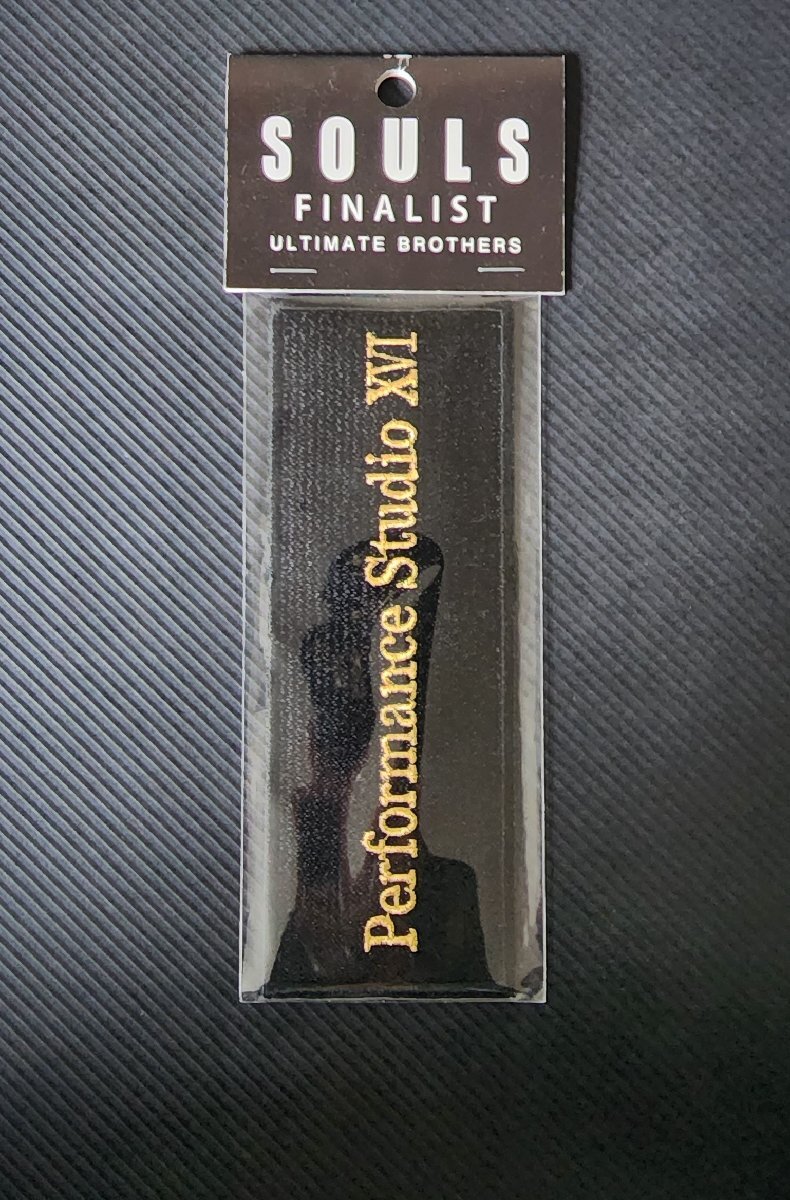 SOULS
FINALIST
ULTIMATE BROTHERS
Performance Studio XVI